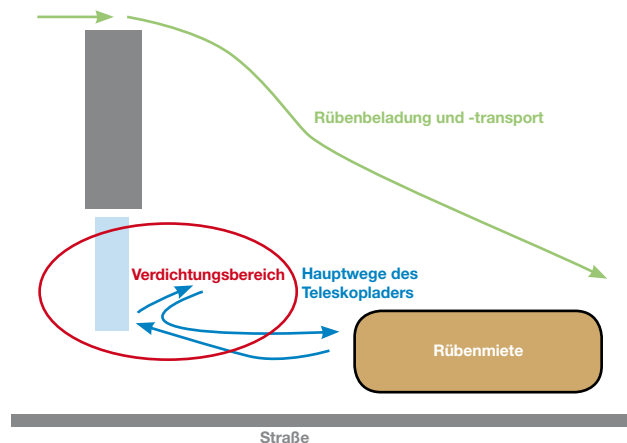 Rübenbeladung und -transport
Verdichtungsbereich
Hauptwege des
Teleskopladers
Rübenmiete
Straße